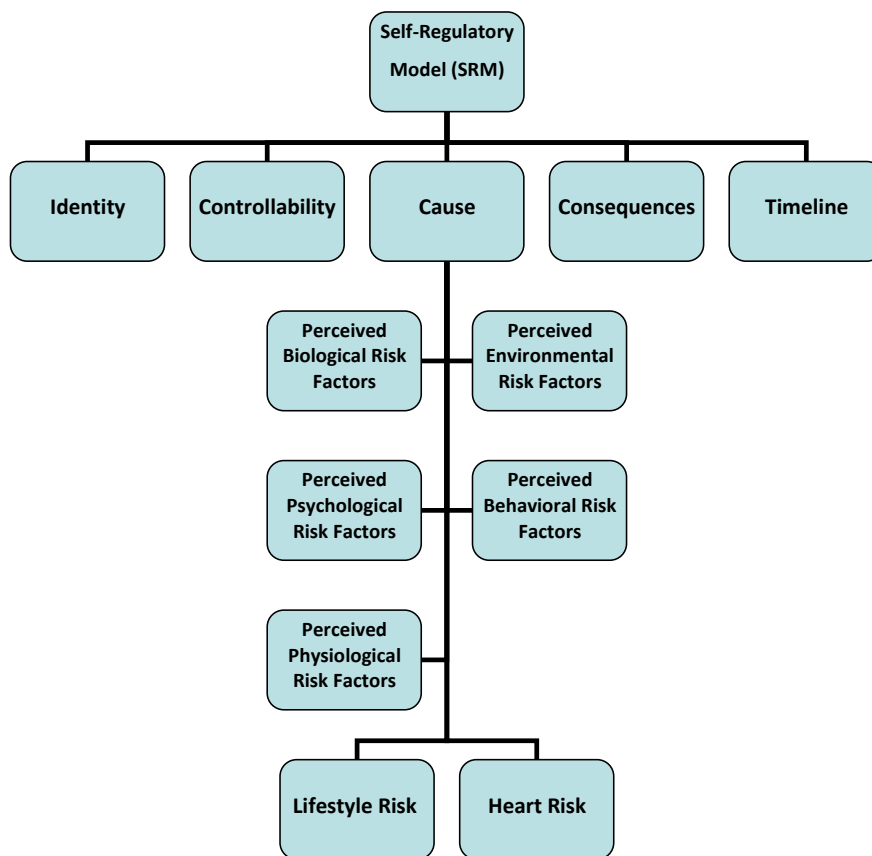 Self-Regulatory
Model (SRM)
Identity
Controllability
Cause
Consequences
Timeline
Perceived
Biological Risk
Factors
Perceived
Environmental
Risk Factors
Perceived
Psychological
Risk Factors
Perceived
Behavioral Risk
Factors
Perceived
Physiological
Risk Factors
Lifestyle Risk
Heart Risk